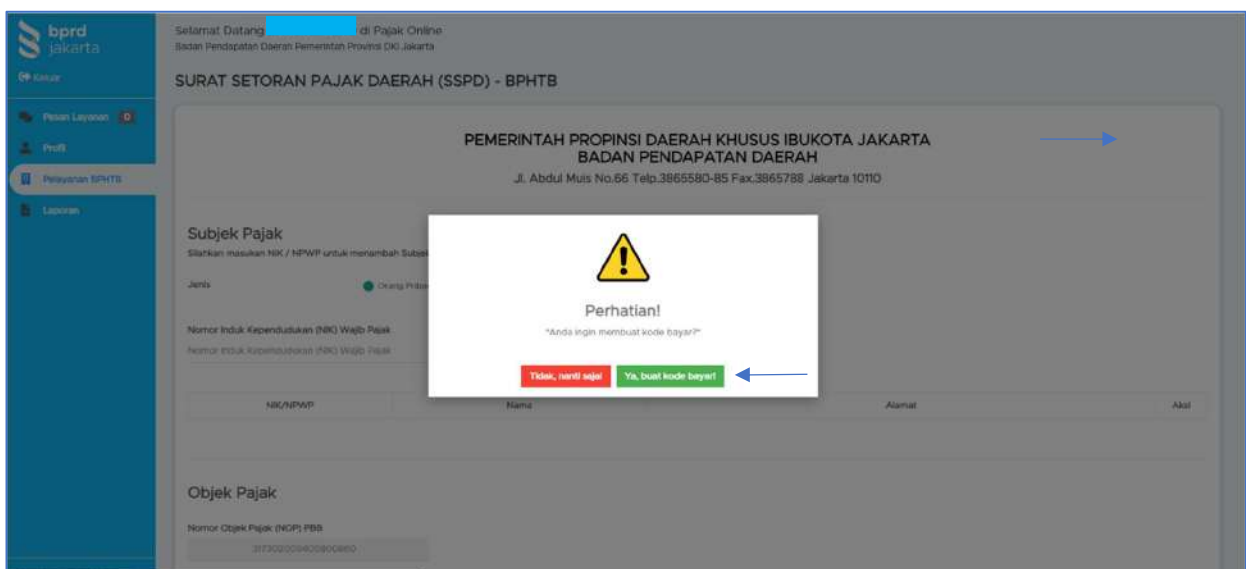 bprd
jakarta
Keluar
Pesan Layanan 0
Profil
Pelayanan BPHTB
Laporan
Selamat Datang di Pajak Online
Badan Pendapatan Daerah Pemerintah Provinsi DKI Jakarta
SURAT SETORAN PAJAK DAERAH (SSPD) - BPHTB
PEMERINTAH PROPINSI DAERAH KHUSUS IBUKOTA JAKARTA
BADAN PENDAPATAN DAERAH
Jl. Abdul Muis No.66 Telp.3865580-85 Fax.3865788 Jakarta 10110
Subjek Pajak
Silahkan masukan NIK / NPWP untuk menambah
Jenis
Orang
Nomor Induk Kependudukan (NIK) Wajib Pajak
Nomor Induk Kependudukan (NIK) Wajib Pajak
Perhatian!
"Anda ingin membuat kode bayar?"
Tidak, nanti saja! Ya, buat kode bayar!
NIK/NPWP Nama Alamat Aksi
Objek Pajak
Nomor Objek Pajak (NOP) PBB